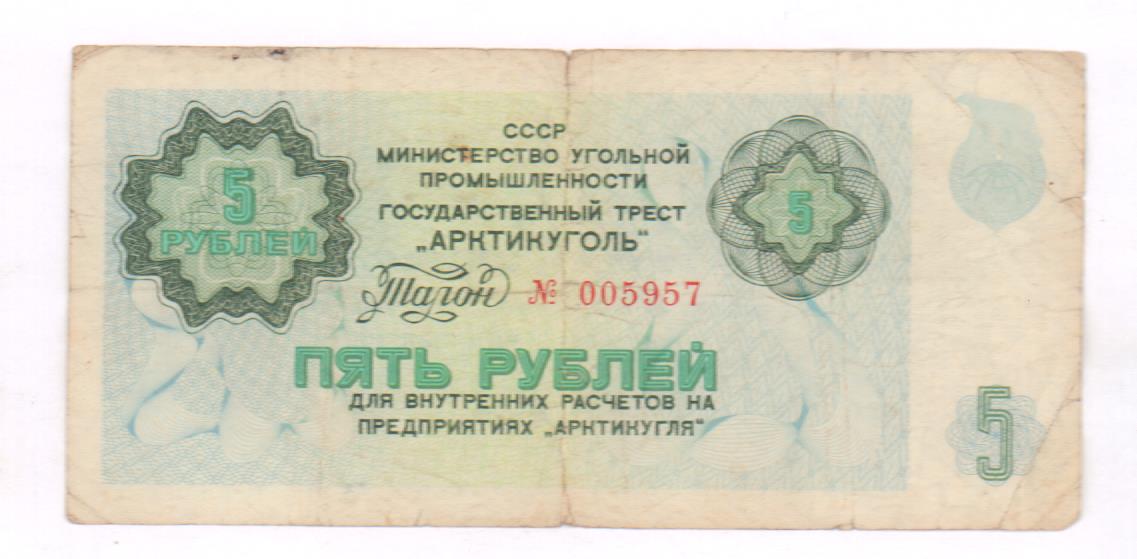 5
РУБЛЕЙ
СССР
МИНИСТЕРСТВО УГОЛЬНОЙ
ПРОМЫШЛЕННОСТИ
ГОСУДАРСТВЕННЫЙ ТРЕСТ
„АРКТИКУГОЛЬ"
Талон № 005957
5
ПЯТЬ РУБЛЕЙ
ДЛЯ ВНУТРЕННИХ РАСЧЕТОВ НА
ПРЕДПРИЯТИЯХ „АРКТИКУГЛЯ"
5